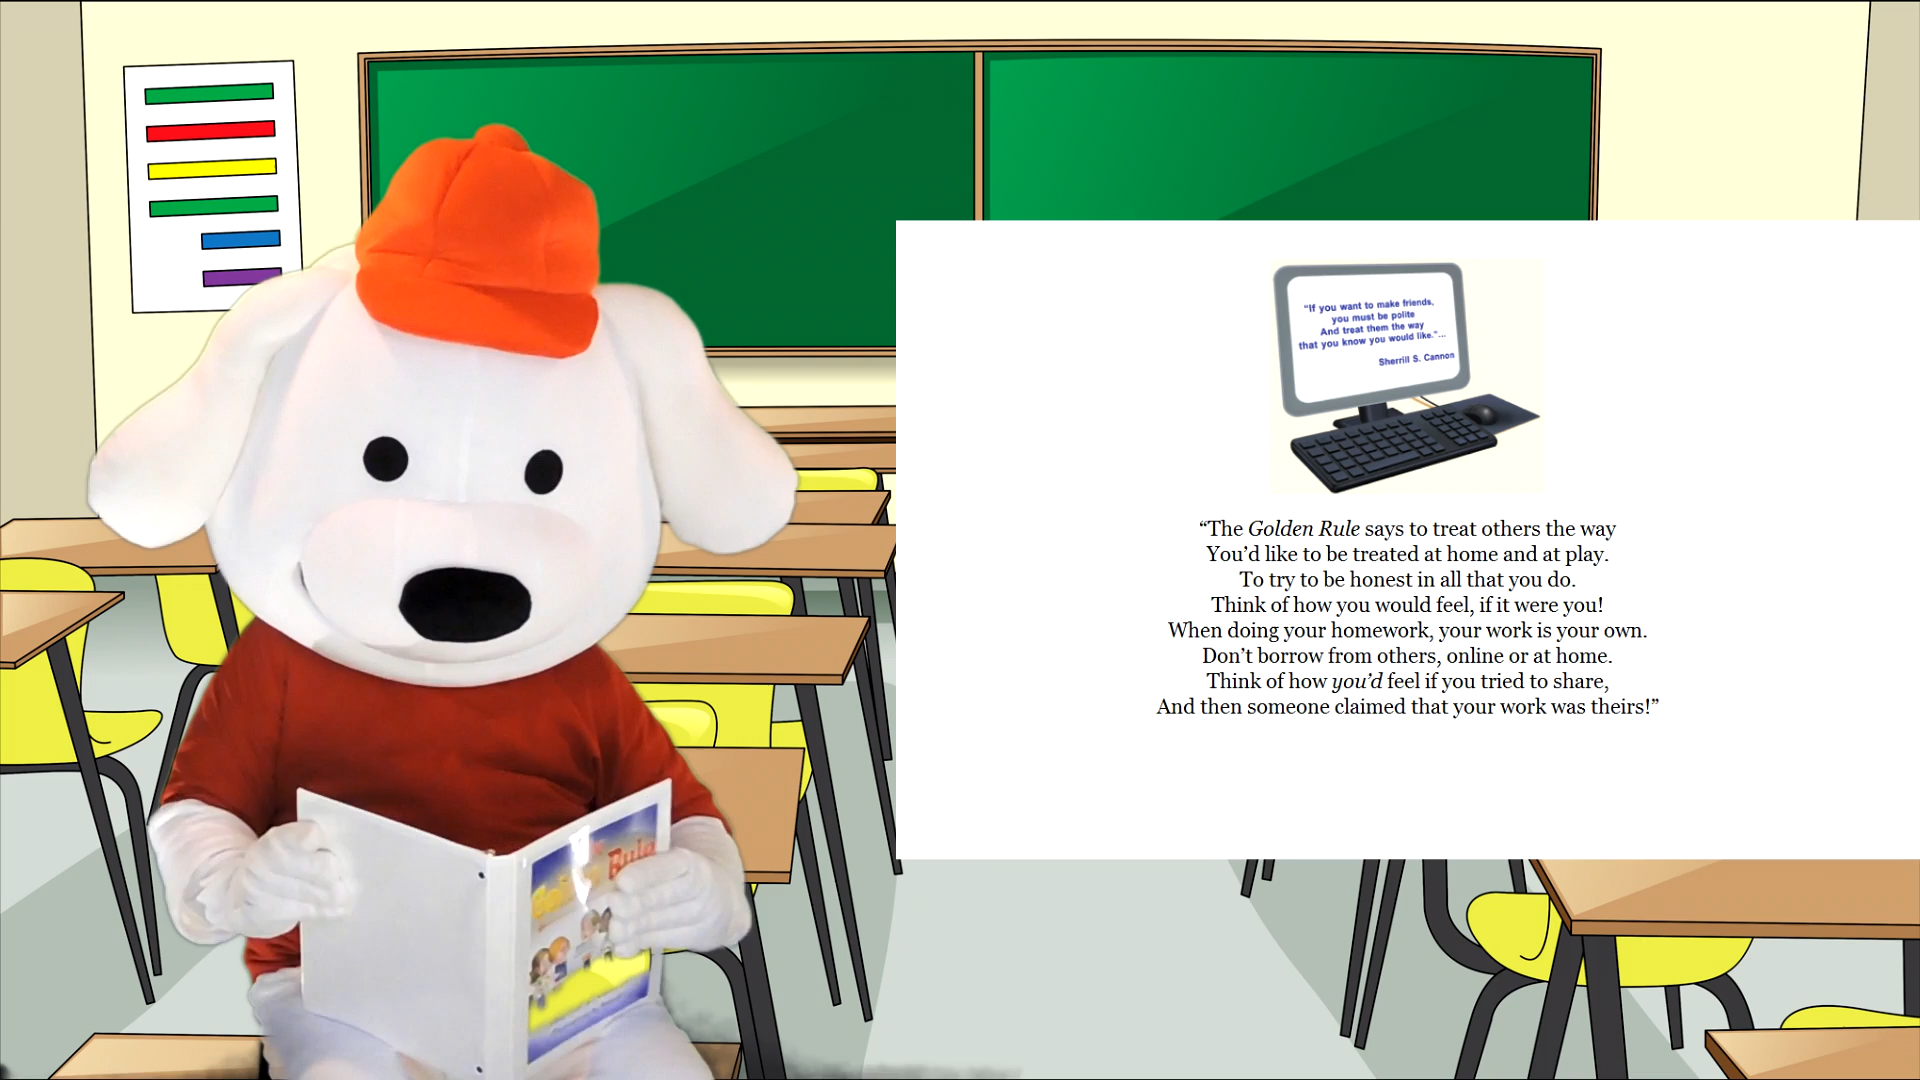 "If you want to make friends,
you must be polite
And treat them the way
that you know you would like."...
Sherrill S. Cannon
“The Golden Rule says to treat others the way
You’d like to be treated at home and at play.
To try to be honest in all that you do.
Think of how you would feel, if it were you!
When doing your homework, your work is your own.
Don’t borrow from others, online or at home.
Think of how you’d feel if you tried to share,
And then someone claimed that your work was theirs!”
Rule